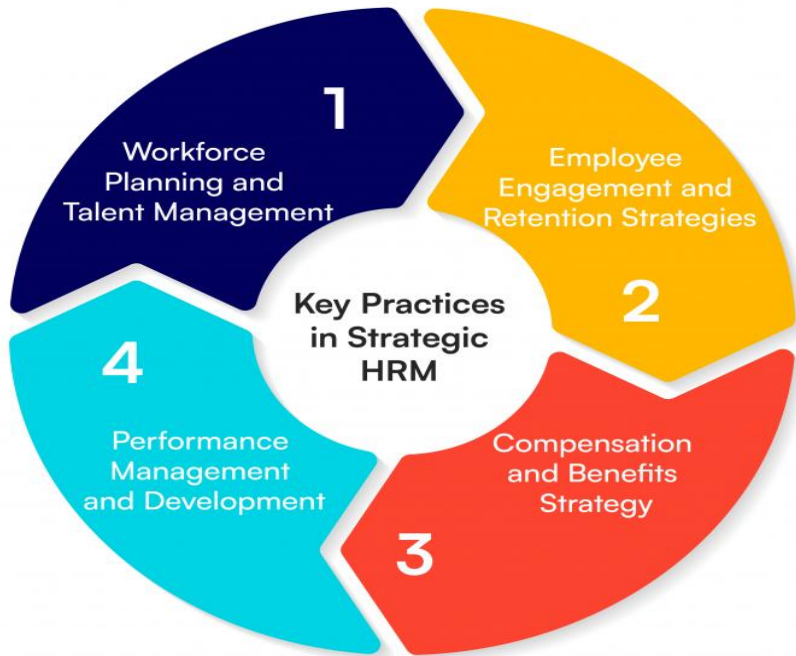 Key Practices
in Strategic
HRM
1
Workforce
Planning and
Talent Management
Employee
Engagement and
Retention Strategies
2
Compensation
and Benefits
Strategy
3
4
Performance
Management
and Development